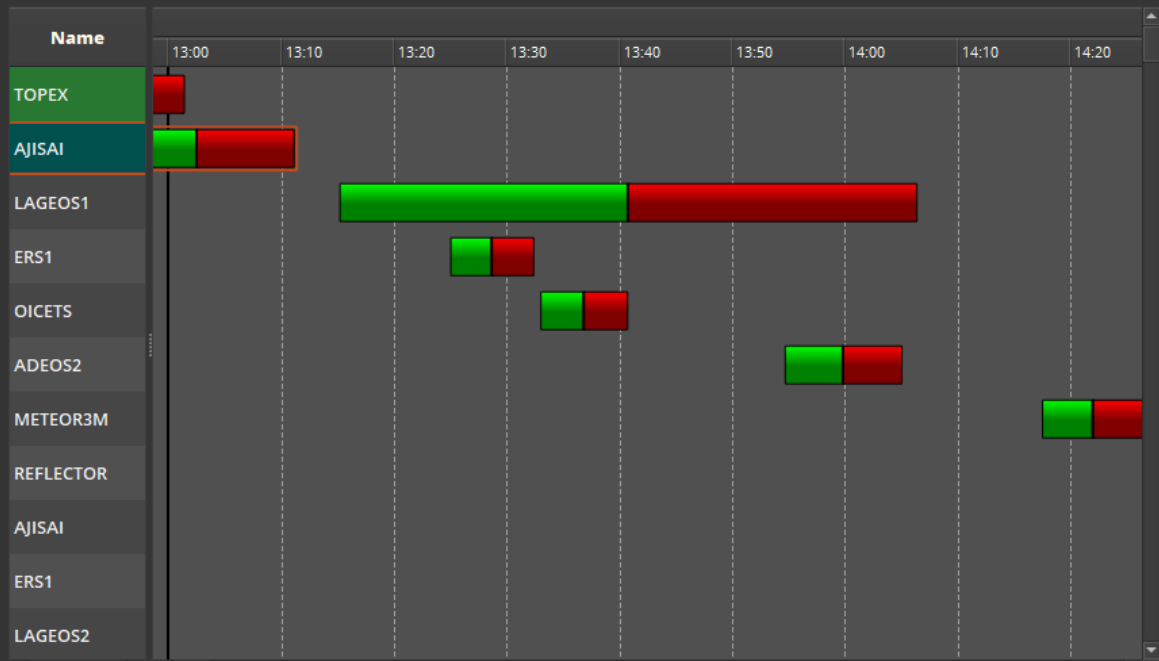 Name
13:00 13:10 13:20 13:30 13:40 13:50 14:00 14:10 14:20
TOPEX
AJISAI
LAGEOS1
ERS1
OICETS
ADEOS2
METEOR3M
REFLECTOR
AJISAI
ERS1
LAGEOS2